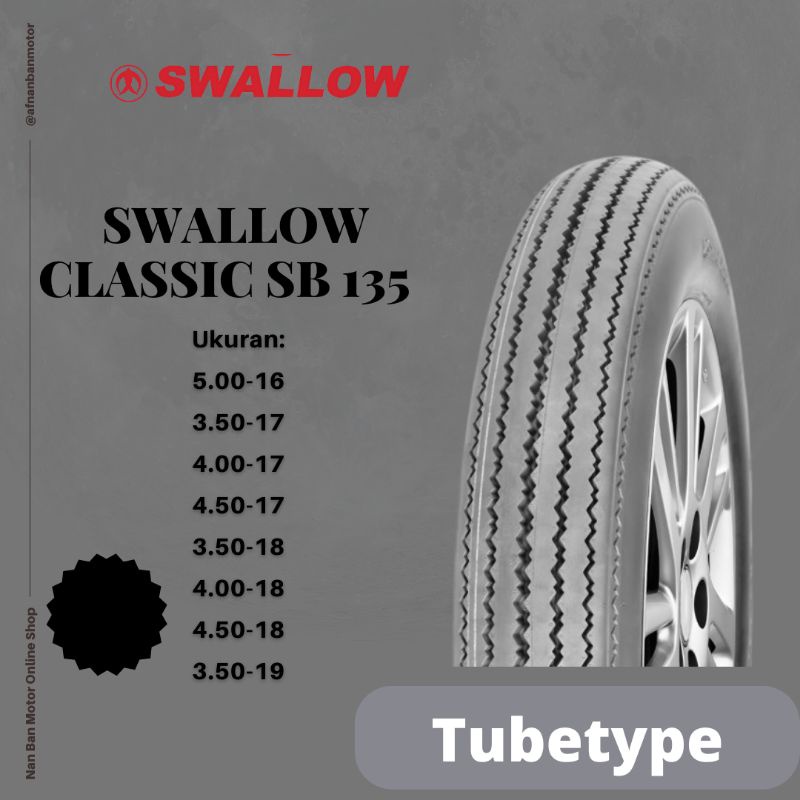 @afnanbanmotor
SWALLOW
SWALLOW
CLASSIC SB 135
Ukuran:
5.00-16
3.50-17
4.00-17
4.50-17
3.50-18
4.00-18
4.50-18
3.50-19
Nan Ban Motor Online Shop
Tubetype